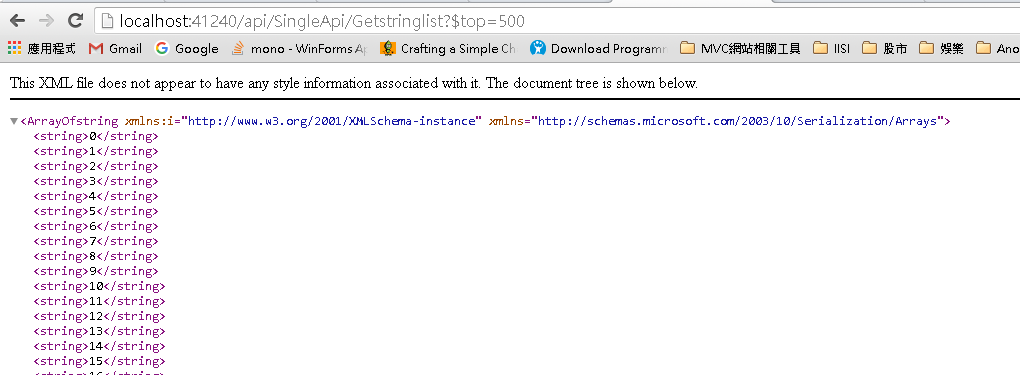 localhost:41240/api/SingleApi/Getstringlist?$top=500
應用程式 Gmail Google mono - WinForms Ap Crafting a Simple Ch Download Programm MVC網站相關工具 IISI 股市 娛樂 Ano
This XML file does not appear to have any style information associated with it. The document tree is shown below.
▼<ArrayOfstring xmlns:i="http://www.w3.org/2001/XMLSchema-instance" xmlns="http://schemas.microsoft.com/2003/10/Serialization/Arrays">
<string>0</string>
<string>1</string>
<string>2</string>
<string>3</string>
<string>4</string>
<string>5</string>
<string>6</string>
<string>7</string>
<string>8</string>
<string>9</string>
<string>10</string>
<string>11</string>
<string>12</string>
<string>13</string>
<string>14</string>
<string>15</string>
<string>16</string>